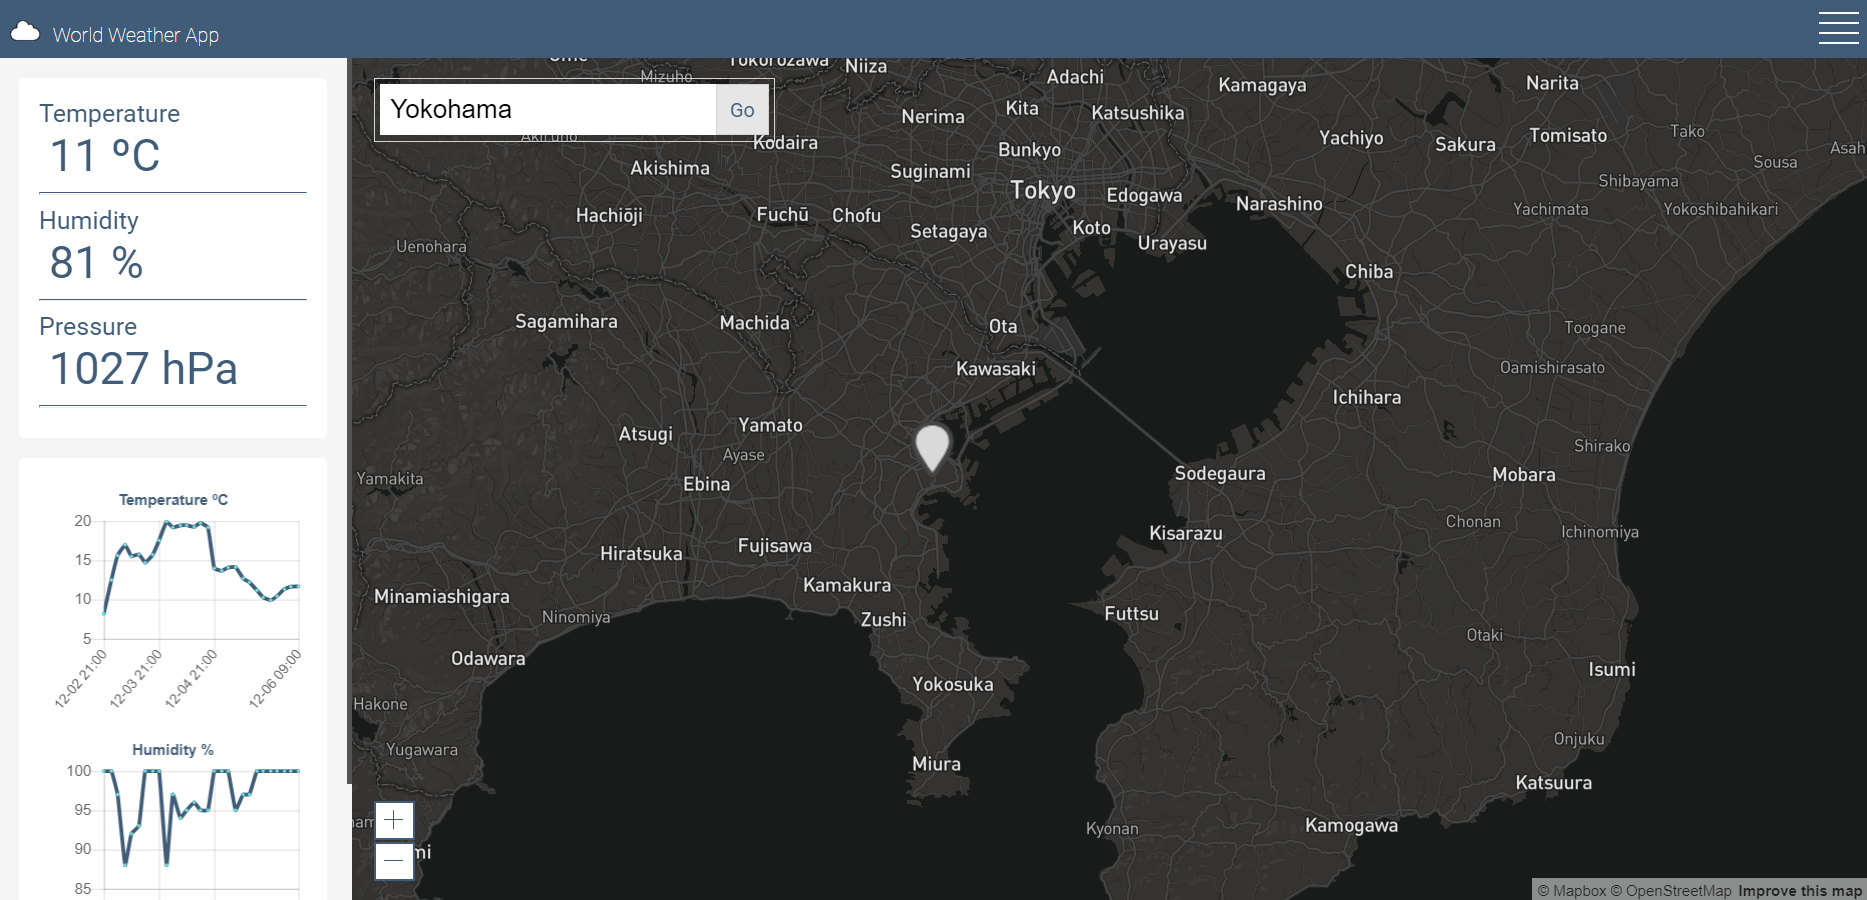 World Weather App
Temperature
11 ºC
Humidity
81 %
Pressure
1027 hPa
Temperature ºC
20
15
10
5
12-02 21:00
12-03 21:00
12-04 21:00
12-06 09:00
Humidity %
100
95
90
85
Yokohama
Go
Tokorozawa
Niiza
Mizuho
Adachi
Kamagaya
Narita
Nerima
Kita
Katsushika
Akiruno
Kodaira
Bunkyo
Yachiyo
Sakura
Tomisato
Tako
Sousa
Akishima
Suginami
Tokyo
Edogawa
Shibayama
Hachiōji
Fuchū
Chofu
Setagaya
Koto
Urayasu
Narashino
Yachimata
Yokoshibahikari
Uenohara
Chiba
Sagamihara
Machida
Ota
Toogane
Kawasaki
Oamishirasato
Ichihara
Atsugi
Yamato
Ayase
Shirako
Yamakita
Ebina
Sodegaura
Mobara
Chonan
Ichinomiya
Hiratsuka
Fujisawa
Kisarazu
Minamiashigara
Kamakura
Ninomiya
Zushi
Futtsu
Otaki
Odawara
Isumi
Hakone
Yokosuka
Yugawara
Onjuku
Miura
Katsuura
Kyonan
Kamogawa
© Mapbox © OpenStreetMap Improve this map